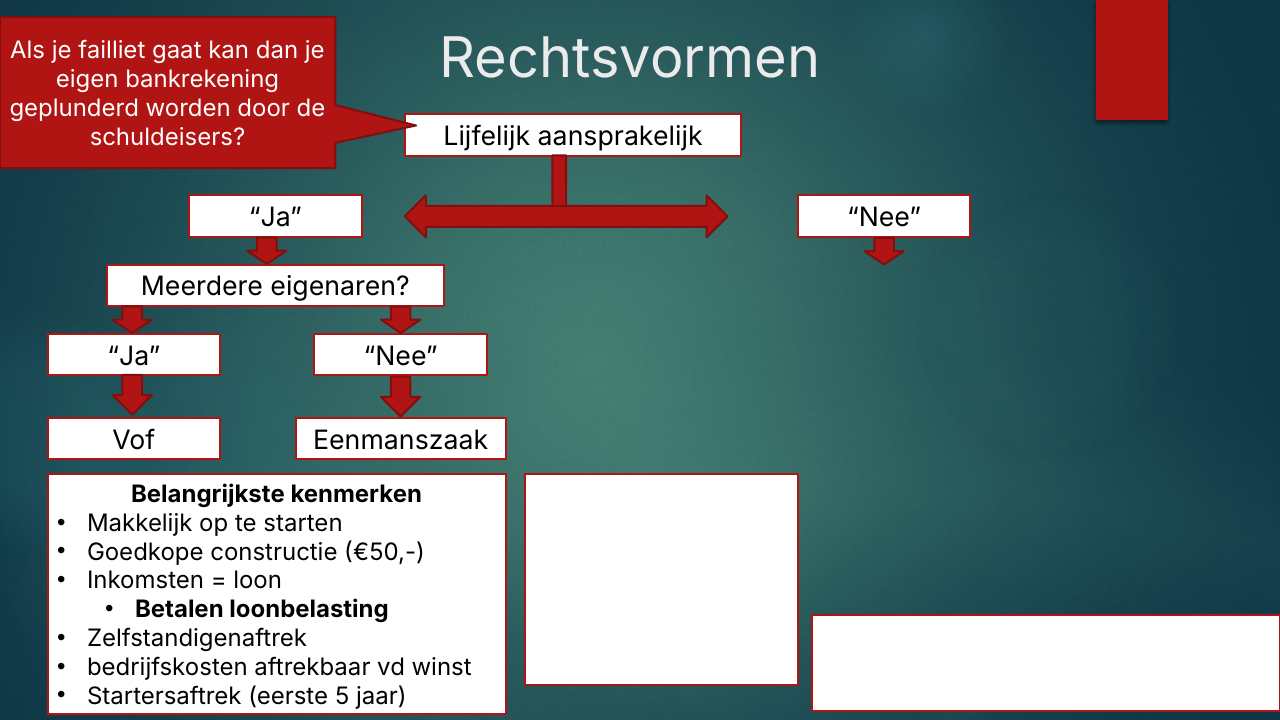 Rechtsvormen
Als je failliet gaat kan dan je
eigen bankrekening
geplunderd worden door de
schuldeisers?
Lijfelijk aansprakelijk
“Ja”
“Nee”
Meerdere eigenaren?
“Ja”
“Nee”
Vof
Eenmanszaak
Belangrijkste kenmerken
• Makkelijk op te starten
• Goedkope constructie (€50,-)
• Inkomsten = loon
• Betalen loonbelasting
• Zelfstandigenaftrek
• bedrijfskosten aftrekbaar vd winst
• Startersaftrek (eerste 5 jaar)